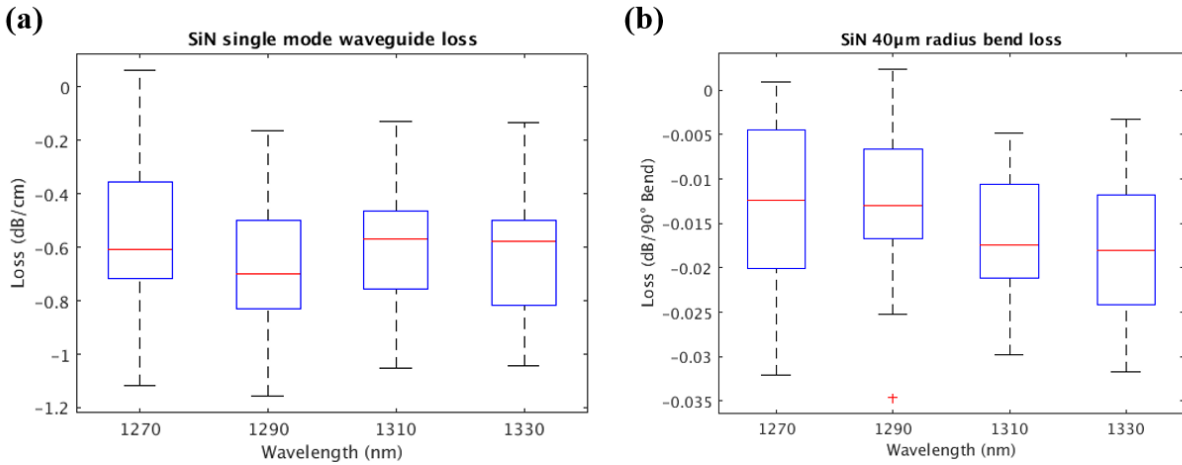 (a)
SiN single mode waveguide loss
0
-0.2
-0.4
-0.6
-0.8
-1
-1.2
Loss (dB/cm)
1270 1290 1310 1330
Wavelength (nm)
(b)
SiN 40μm radius bend loss
0
-0.005
-0.01
-0.015
-0.02
-0.025
-0.03
-0.035
Loss (dB/90° Bend)
1270 1290 1310 1330
Wavelength (nm)